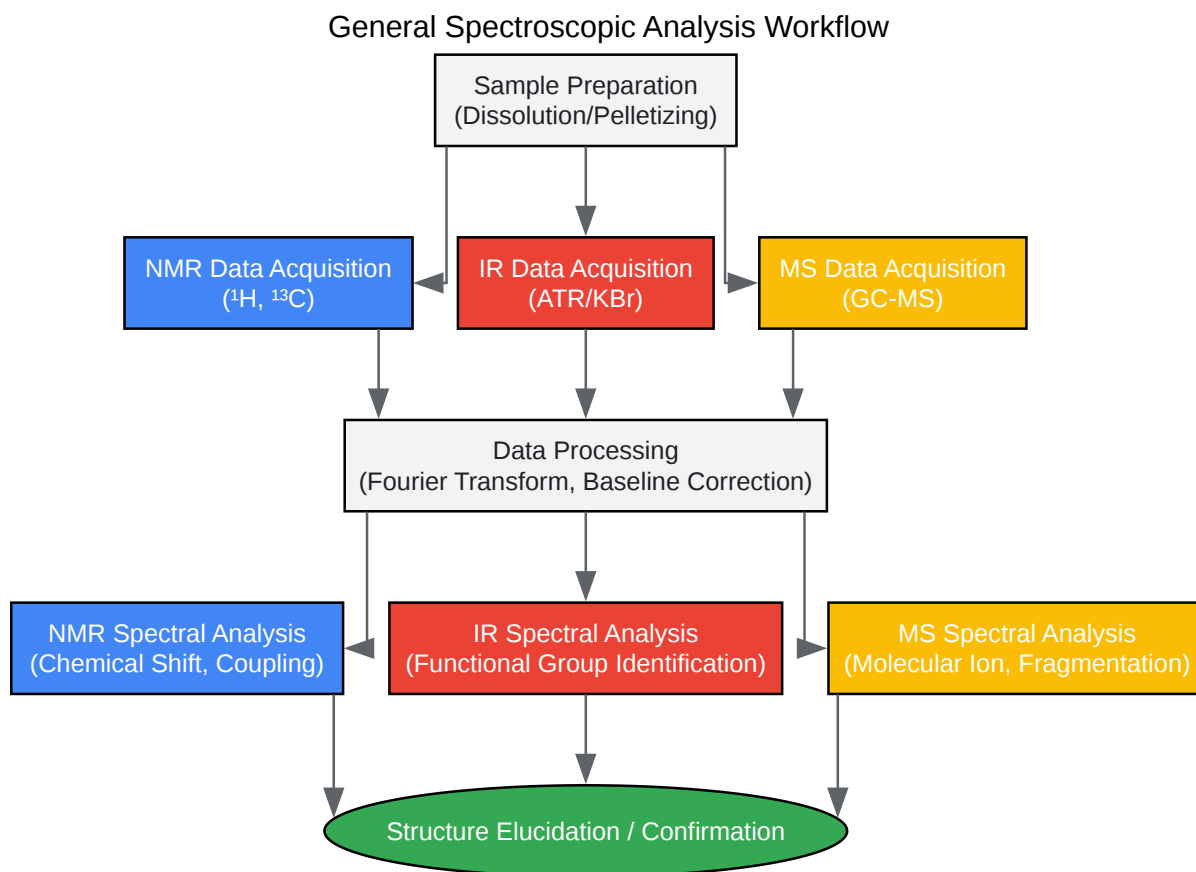 General Spectroscopic Analysis Workflow
Sample Preparation
(Dissolution/Pelletizing)
NMR Data Acquisition
(¹H, ¹³C)
IR Data Acquisition
(ATR/KBr)
MS Data Acquisition
(GC-MS)
Data Processing
(Fourier Transform, Baseline Correction)
NMR Spectral Analysis
(Chemical Shift, Coupling)
IR Spectral Analysis
(Functional Group Identification)
MS Spectral Analysis
(Molecular Ion, Fragmentation)
Structure Elucidation / Confirmation